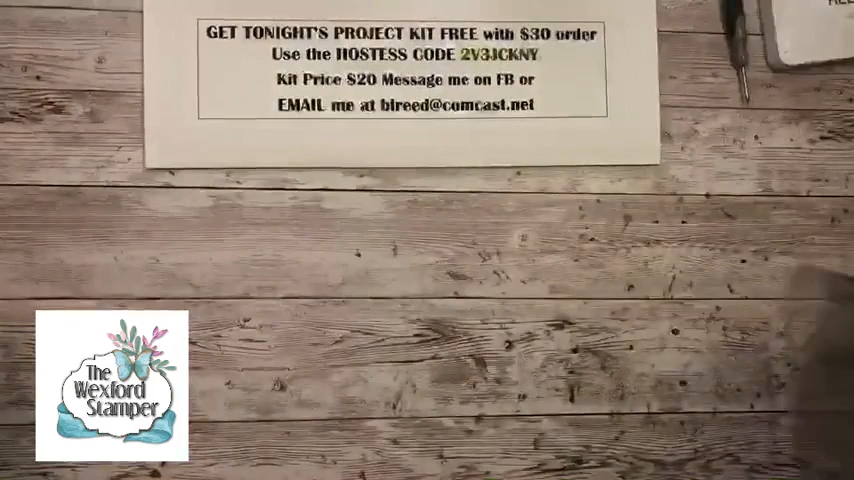 GET TONIGHT'S PROJECT KIT FREE with $30 order
Use the HOSTESS CODE 2V3JCKNY
Kit Price $20 Message me on FB or
EMAIL me at blreed@comcast.net
The
Wexford
Stamper